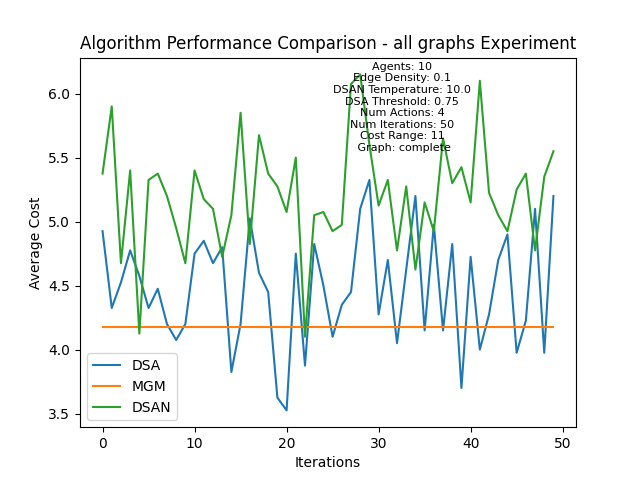 Algorithm Performance Comparison - all graphs Experiment
Agents: 10
Edge Density: 0.1
DSAN Temperature: 10.0
DSA Threshold: 0.75
Num Actions: 4
Num Iterations: 50
Cost Range: 11
Graph: complete
Average Cost
6.0
5.5
5.0
4.5
4.0
3.5
DSA
MGM
DSAN
0 10 20 30 40 50
Iterations